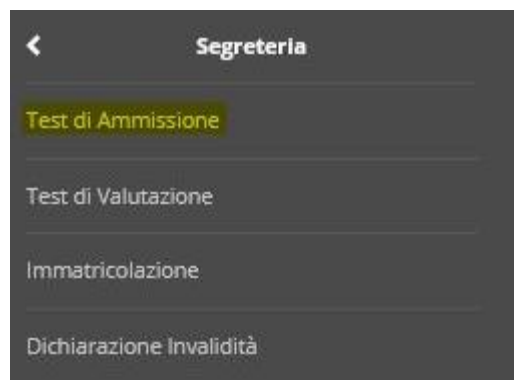 Segreteria
Test di Ammissione
Test di Valutazione
Immatricolazione
Dichiarazione Invalidità